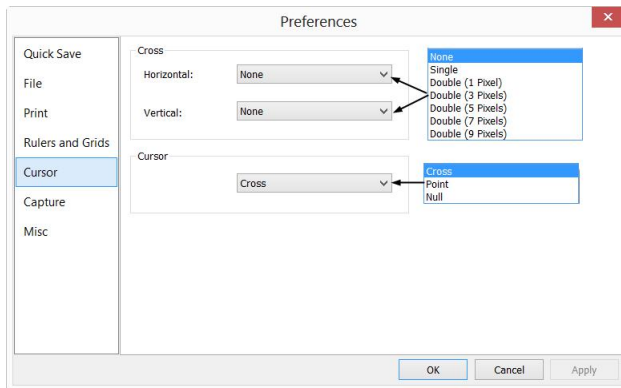 Preferences
Quick Save
File
Print
Rulers and Grids
Cursor
Capture
Misc
Cross
Horizontal:
None
Vertical:
None
None
Single
Double (1 Pixel)
Double (3 Pixels)
Double (5 Pixels)
Double (7 Pixels)
Double (9 Pixels)
Cursor
Cross
Cross
Point
Null
OK
Cancel
Apply